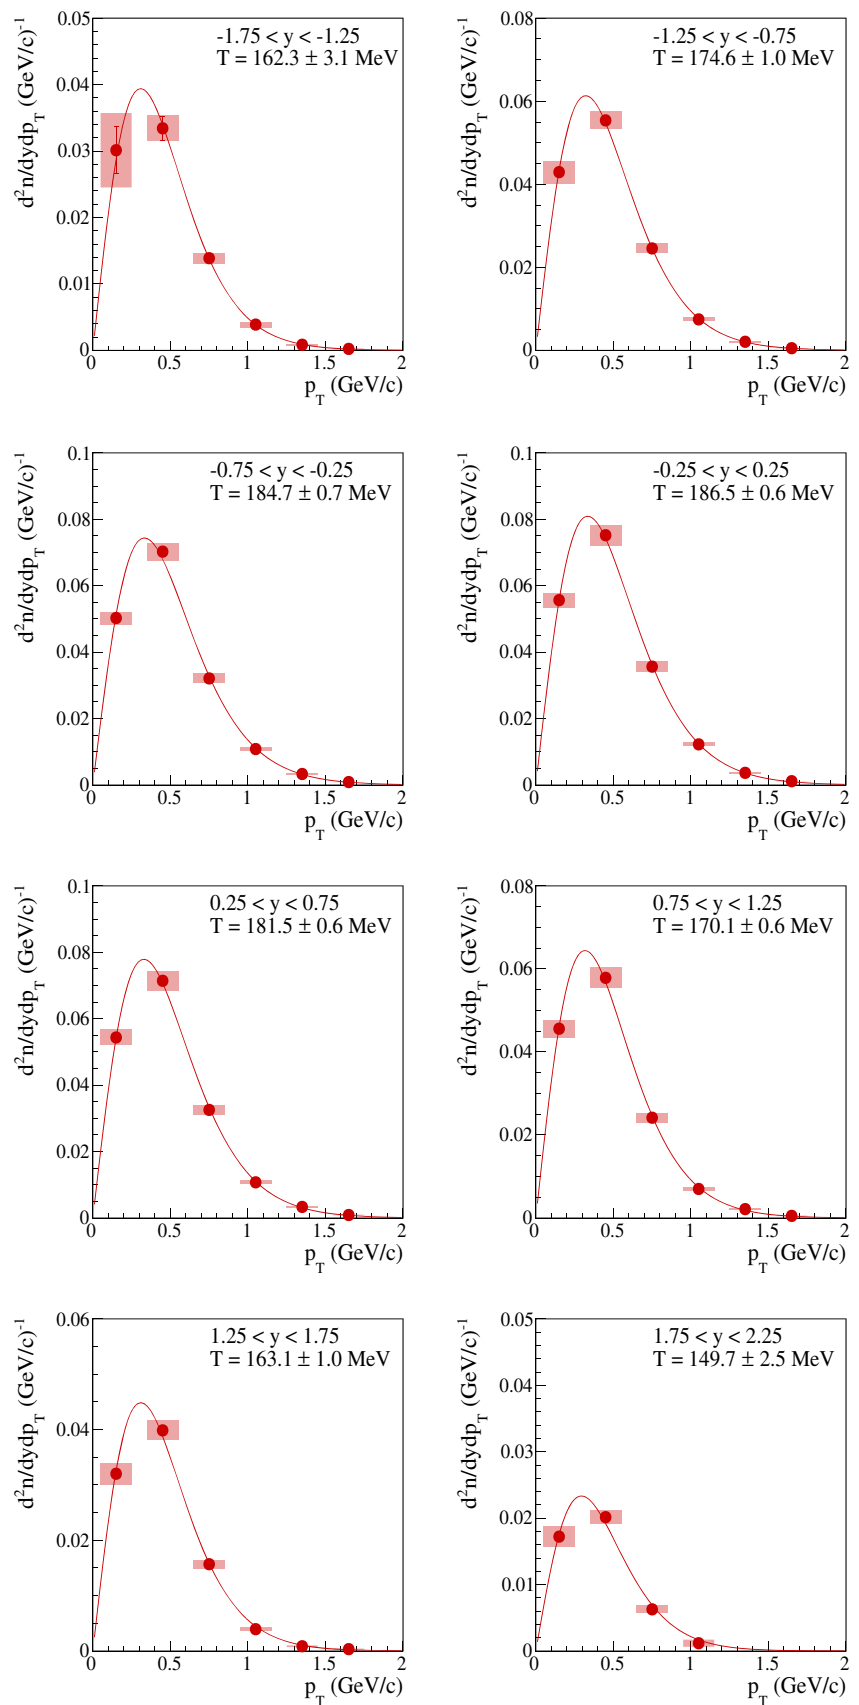 -1.75 < y < -1.25
T = 162.3 ± 3.1 MeV
d²n/dydp_T (GeV/c)⁻¹
0.05
0.04
0.03
0.02
0.01
0
0 0.5 1 1.5 2
p_T (GeV/c)
-1.25 < y < -0.75
T = 174.6 ± 1.0 MeV
d²n/dydp_T (GeV/c)⁻¹
0.08
0.06
0.04
0.02
0
0 0.5 1 1.5 2
p_T (GeV/c)
-0.75 < y < -0.25
T = 184.7 ± 0.7 MeV
d²n/dydp_T (GeV/c)⁻¹
0.1
0.08
0.06
0.04
0.02
0
0 0.5 1 1.5 2
p_T (GeV/c)
-0.25 < y < 0.25
T = 186.5 ± 0.6 MeV
d²n/dydp_T (GeV/c)⁻¹
0.1
0.08
0.06
0.04
0.02
0
0 0.5 1 1.5 2
p_T (GeV/c)
0.25 < y < 0.75
T = 181.5 ± 0.6 MeV
d²n/dydp_T (GeV/c)⁻¹
0.1
0.08
0.06
0.04
0.02
0
0 0.5 1 1.5 2
p_T (GeV/c)
0.75 < y < 1.25
T = 170.1 ± 0.6 MeV
d²n/dydp_T (GeV/c)⁻¹
0.08
0.06
0.04
0.02
0
0 0.5 1 1.5 2
p_T (GeV/c)
1.25 < y < 1.75
T = 163.1 ± 1.0 MeV
d²n/dydp_T (GeV/c)⁻¹
0.06
0.04
0.02
0
0 0.5 1 1.5 2
p_T (GeV/c)
1.75 < y < 2.25
T = 149.7 ± 2.5 MeV
d²n/dydp_T (GeV/c)⁻¹
0.05
0.04
0.03
0.02
0.01
0
0 0.5 1 1.5 2
p_T (GeV/c)